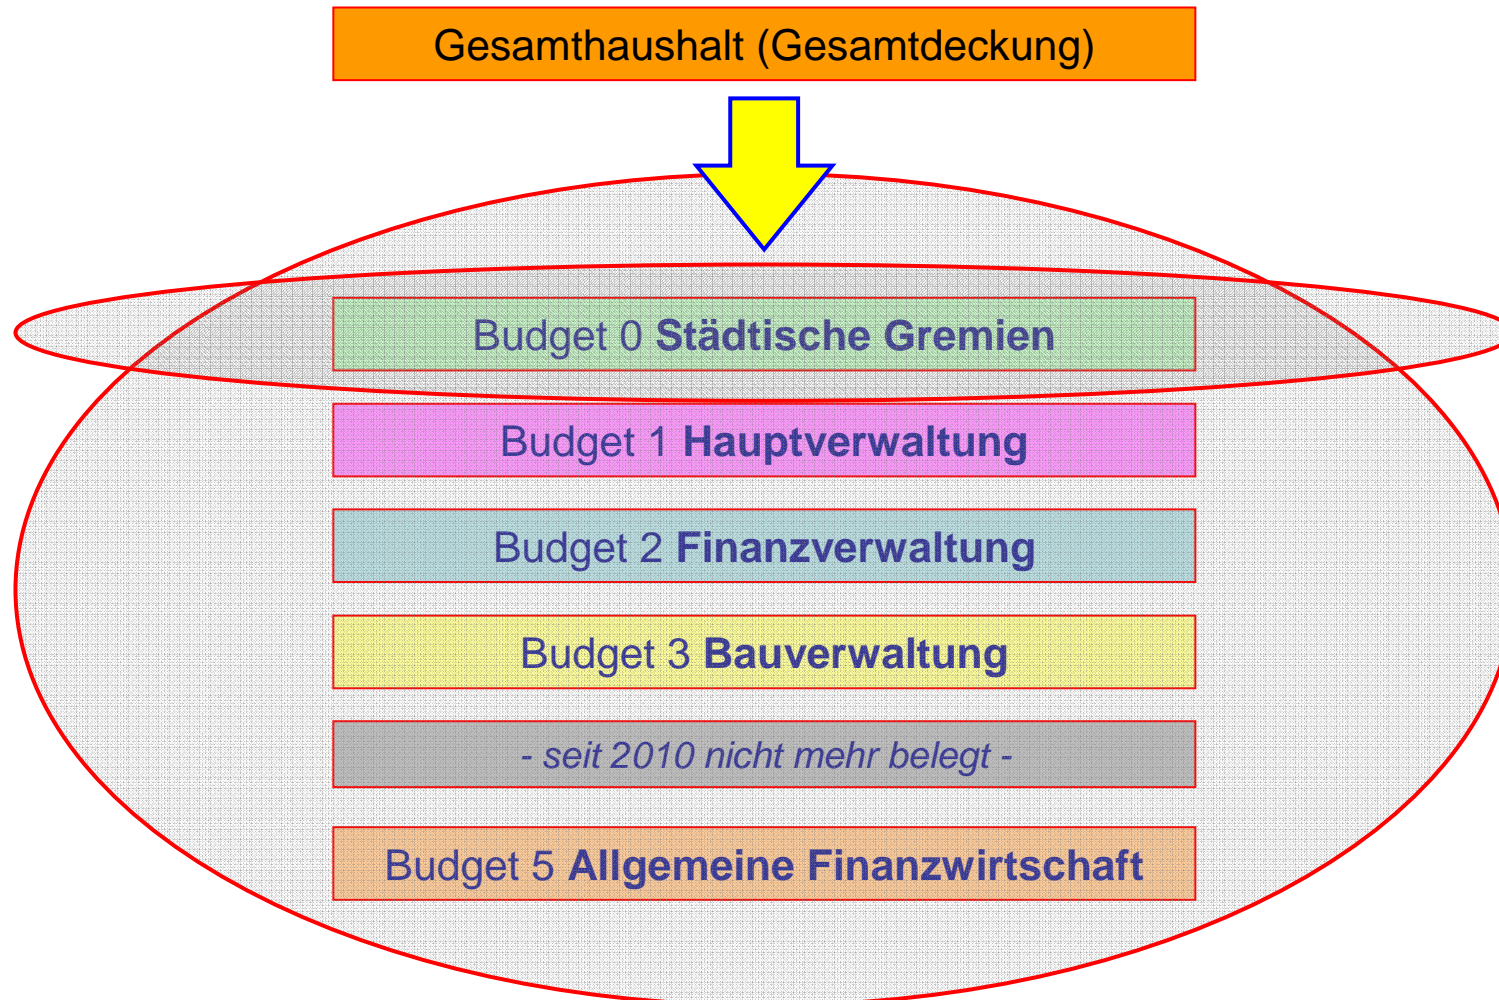 Gesamthaushalt (Gesamtdeckung)
Budget 0 Städtische Gremien
Budget 1 Hauptverwaltung
Budget 2 Finanzverwaltung
Budget 3 Bauverwaltung
- seit 2010 nicht mehr belegt -
Budget 5 Allgemeine Finanzwirtschaft